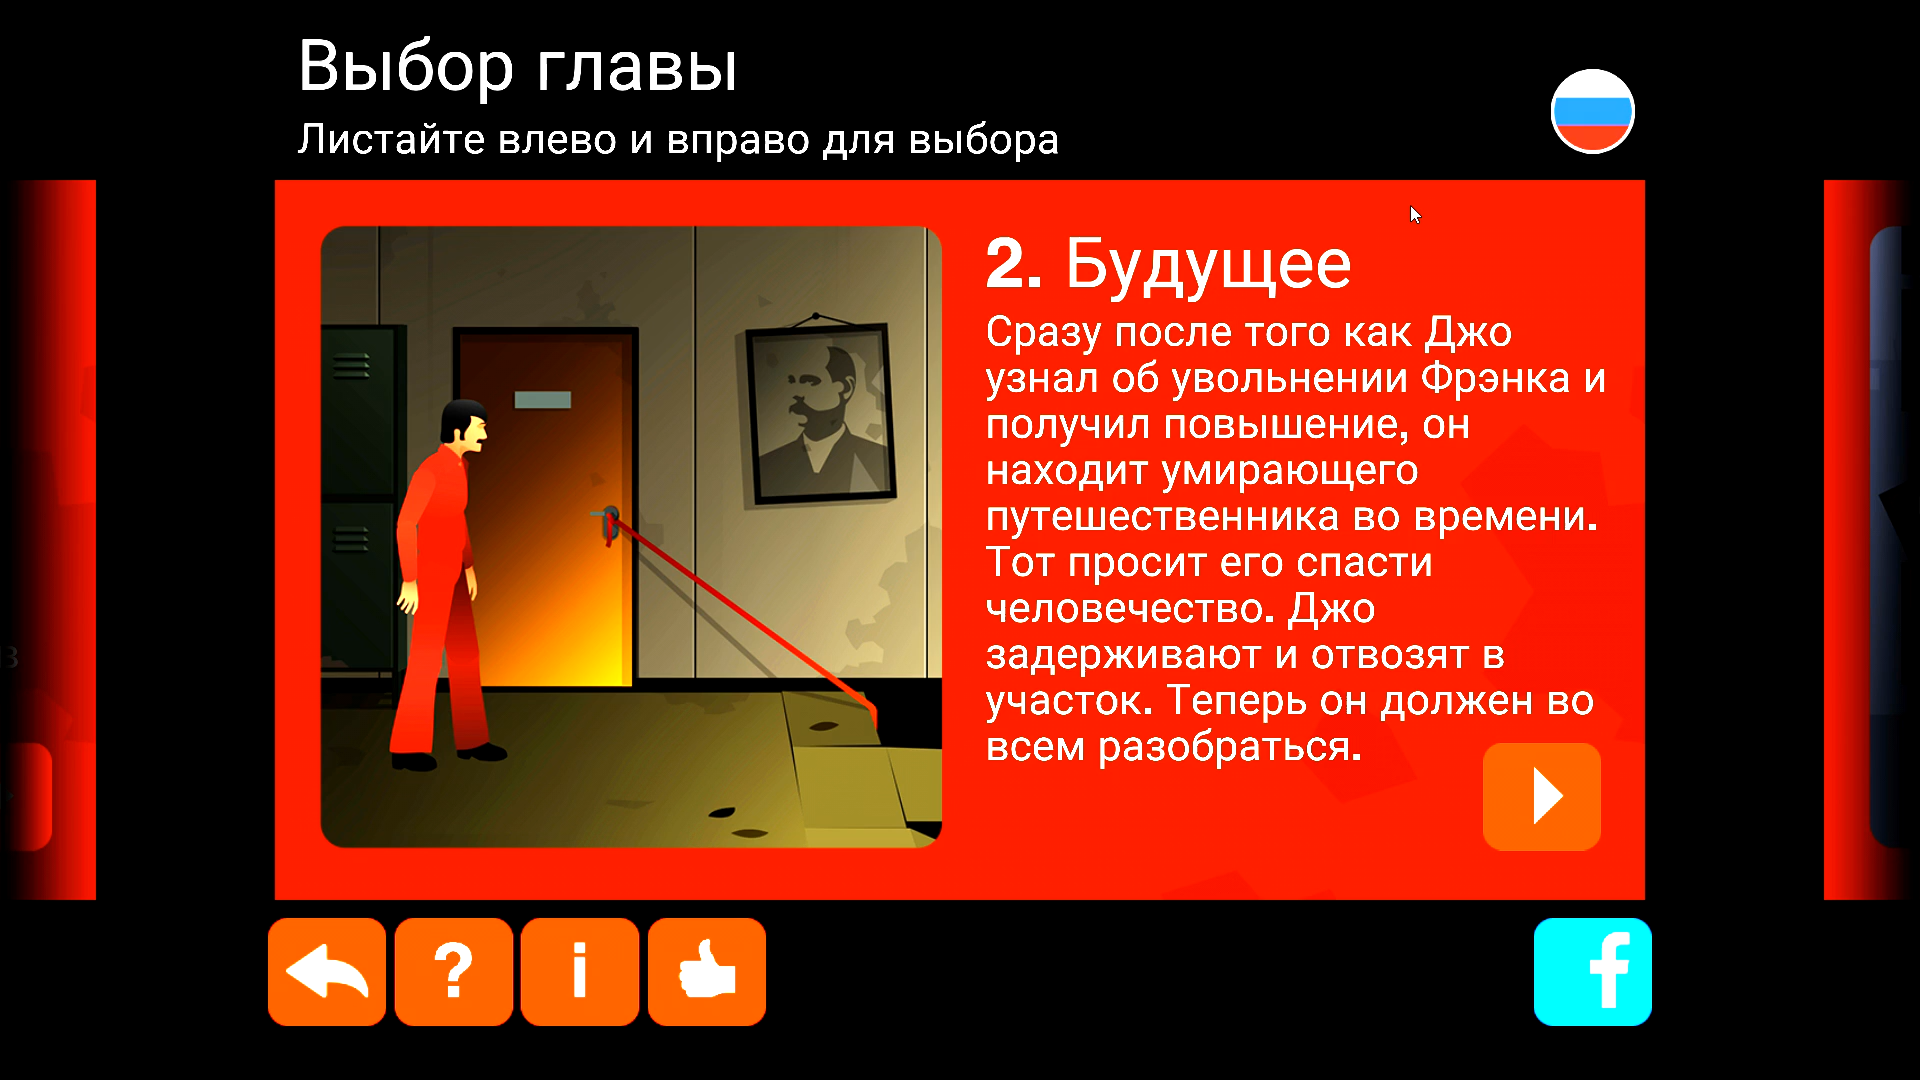 Выбор главы
Листайте влево и вправо для выбора
2. Будущее
Сразу после того как Джо
узнал об увольнении Фрэнка и
получил повышение, он
находит умирающего
путешественника во времени.
Тот просит его спасти
человечество. Джо
задерживают и отвозят в
участок. Теперь он должен во
всем разобраться.
? i
f